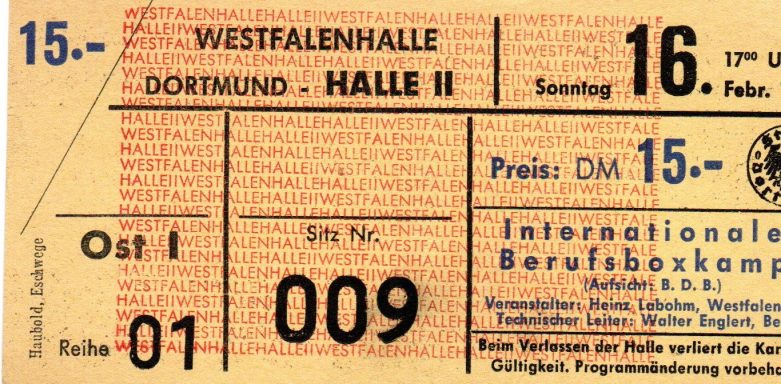 15.-
WESTFALENHALLE
DORTMUND - HALLE II
Sonntag 16. 17⁰⁰ U
Febr.
Preis: DM 15.-
Ost I
Sitz Nr.
Reihe 01
009
Internationale
Berufsboxkamp
(Aufsicht: B. D. B.)
Veranstalter: Heinz Labohm, Westfalen
Technischer Leiter: Walter Englert, Be
Beim Verlassen der Halle verliert die Kar
Gültigkeit. Programmänderung vorbeha
Haubold, Eschwege
WESTFALENHALLEHALLEIIWESTFALENHALLEHALLEIIWESTFALENHALLE